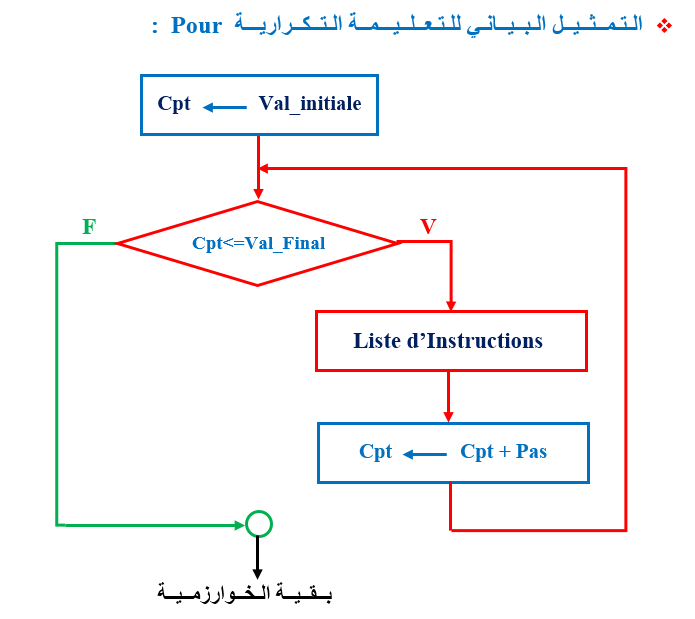 ❖ التمثيل البياني للتعليمة التكرارية Pour :
Cpt ← Val_initiale
F
V
Cpt<=Val_Final
Liste d’Instructions
Cpt ← Cpt + Pas
بقية الخوارزمية